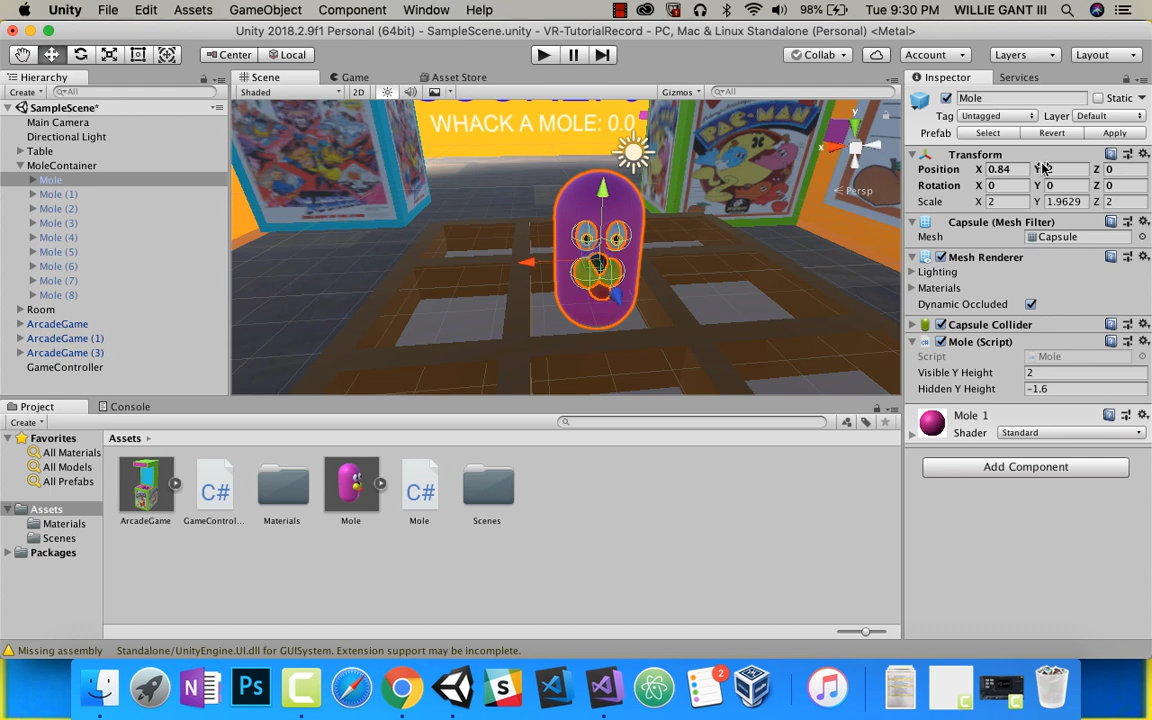 Unity File Edit Assets GameObject Component Window Help 98% Tue 9:30 PM WILLIE GANT III
Unity 2018.2.9f1 Personal (64bit) - SampleScene.unity - VR-TutorialRecord - PC, Mac & Linux Standalone (Personal) <Metal>
Center Local Collab Account Layers Layout
Hierarchy Scene Game Asset Store Inspector Services
Create All Shaded 2D Gizmos All Mole Static
SampleScene*
Main Camera
Directional Light
Table
MoleContainer
Mole
Mole (1)
Mole (2)
Mole (3)
Mole (4)
Mole (5)
Mole (6)
Mole (7)
Mole (8)
Room
ArcadeGame
ArcadeGame (1)
ArcadeGame (3)
GameController
WHACK A MOLE: 0.0
PAC-MAN
y
x
Persp
Tag Untagged Layer Default
Prefab Select Revert Apply
Transform
Position X 0.84 Y 2 Z 0
Rotation X 0 Y 0 Z 0
Scale X 2 Y 1.9629 Z 2
Capsule (Mesh Filter)
Mesh Capsule
Mesh Renderer
Lighting
Materials
Dynamic Occluded
Capsule Collider
Mole (Script)
Script Mole
Visible Y Height 2
Hidden Y Height -1.6
Mole 1
Shader Standard
Add Component
Project Console
Create
Favorites
All Materials
All Models
All Prefabs
Assets
Materials
Scenes
Packages
Assets
C# C#
ArcadeGame GameControl... Materials Mole Mole Scenes
Missing assembly Standalone/UnityEngine.UI.dll for GUISystem. Extension support may be incomplete.
N Ps C S 2